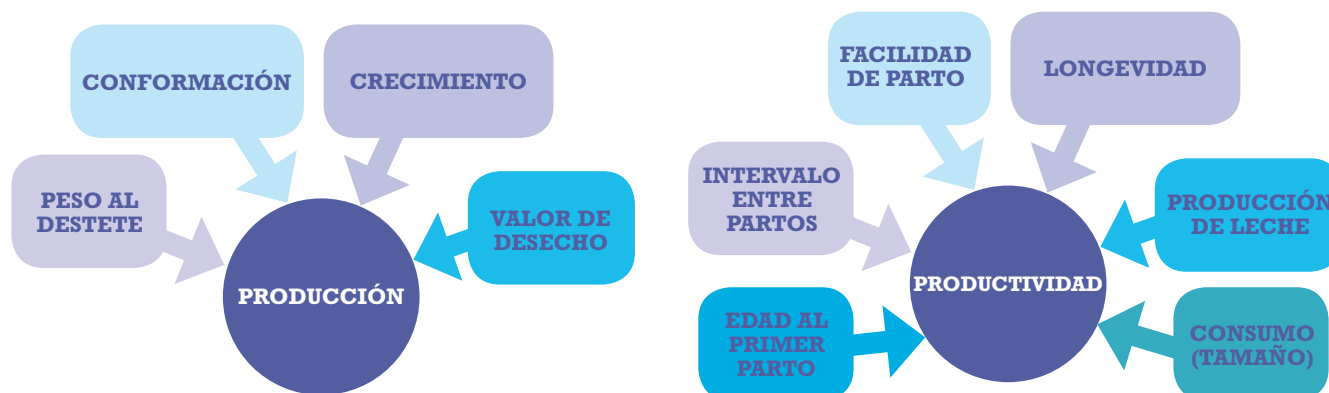 CONFORMACIÓN
CRECIMIENTO
PESO AL
DESTETE
VALOR DE
DESECHO
PRODUCCIÓN
FACILIDAD
DE PARTO
LONGEVIDAD
INTERVALO
ENTRE
PARTOS
PRODUCCIÓN
DE LECHE
PRODUCTIVIDAD
EDAD AL
PRIMER
PARTO
CONSUMO
(TAMAÑO)